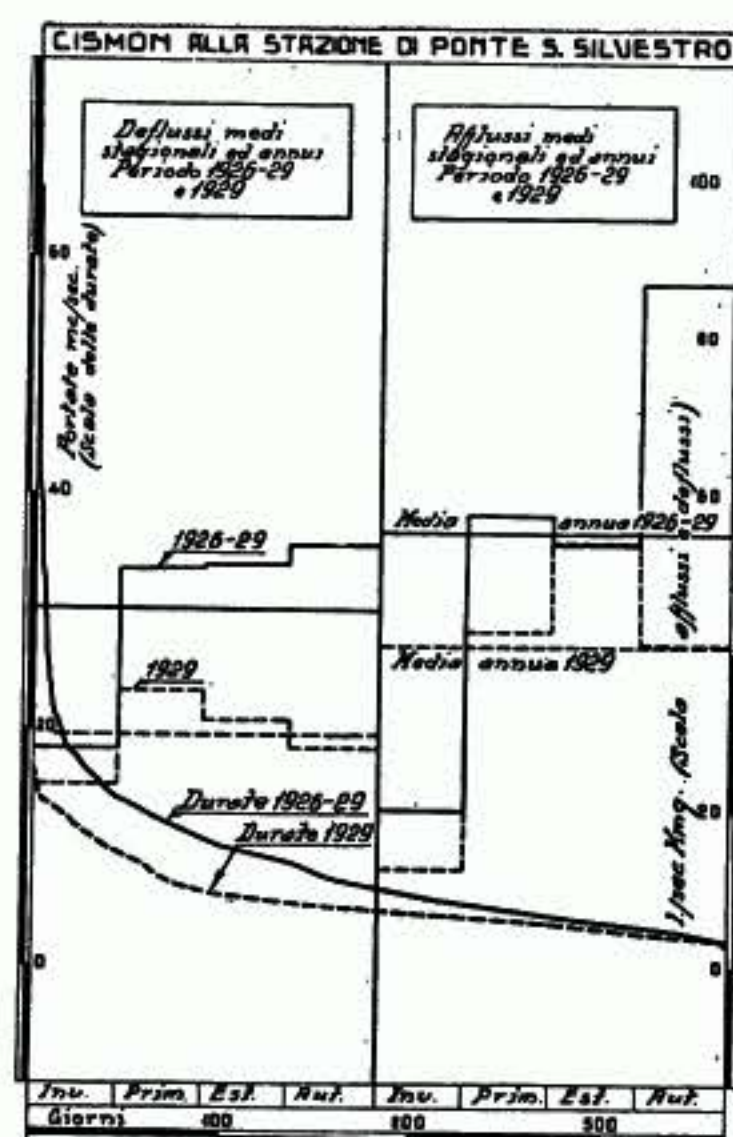 CISMON ALLA STAZIONE DI PONTE S. SILVESTRO
Deflussi medi
stagionali ed annui
Periodo 1926-29
e 1929
Afflussi medi
stagionali ed annui
Periodo 1926-29
e 1929
Portate mc/sec.
(Scala delle durate)
60
40
20
0
1926-29
1929
Durate 1926-29
Durate 1929
Media annua 1926-29
Media annua 1929
l/sec Kmq. (Scala afflussi e deflussi)
100
80
60
20
0
Inv. Prim. Est. Aut. Inv. Prim. Est. Aut.
Giorni